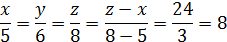 x/5 = y/6 = z/8 = (z − x)/(8 − 5) = 24/3 = 8